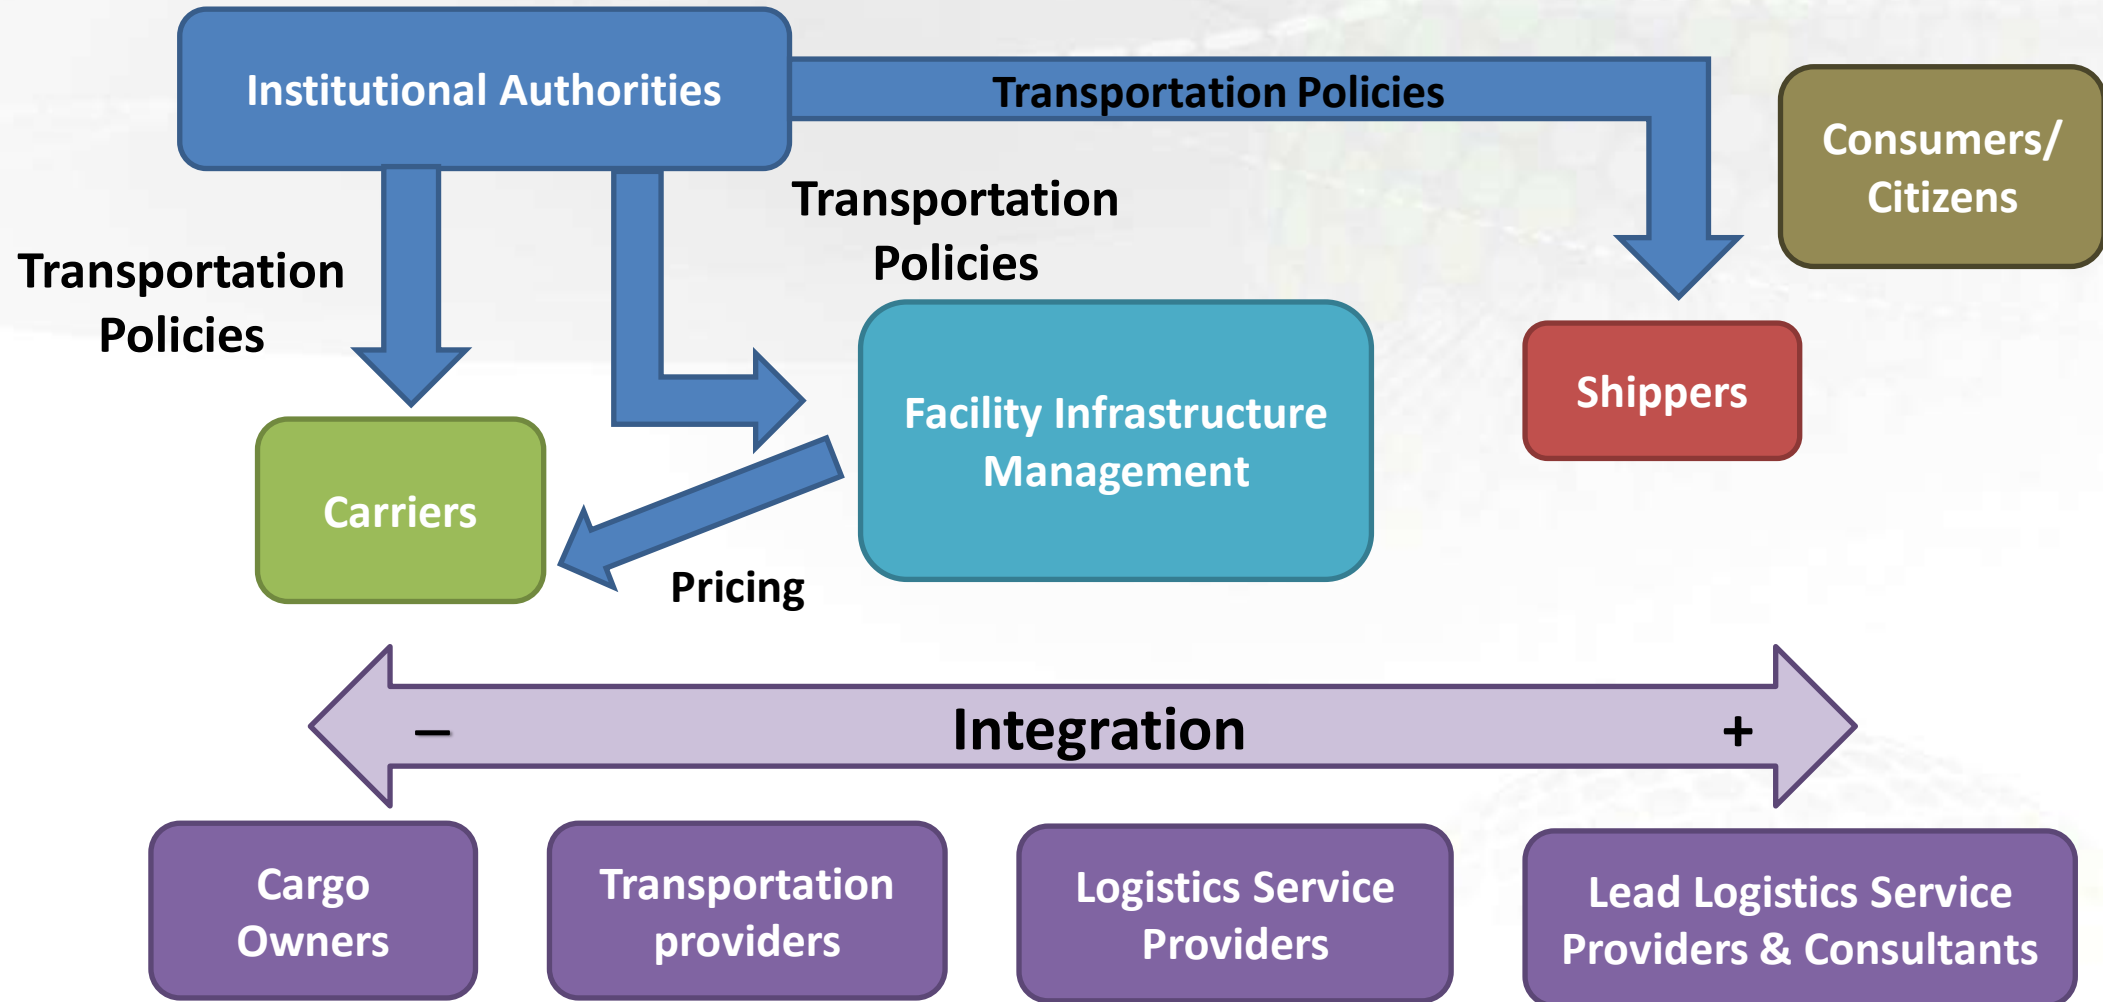 Institutional Authorities
Transportation Policies
Consumers/
Citizens
Transportation
Policies
Transportation
Policies
Shippers
Facility Infrastructure
Management
Carriers
Pricing
– Integration +
Cargo
Owners
Transportation
providers
Logistics Service
Providers
Lead Logistics Service
Providers & Consultants